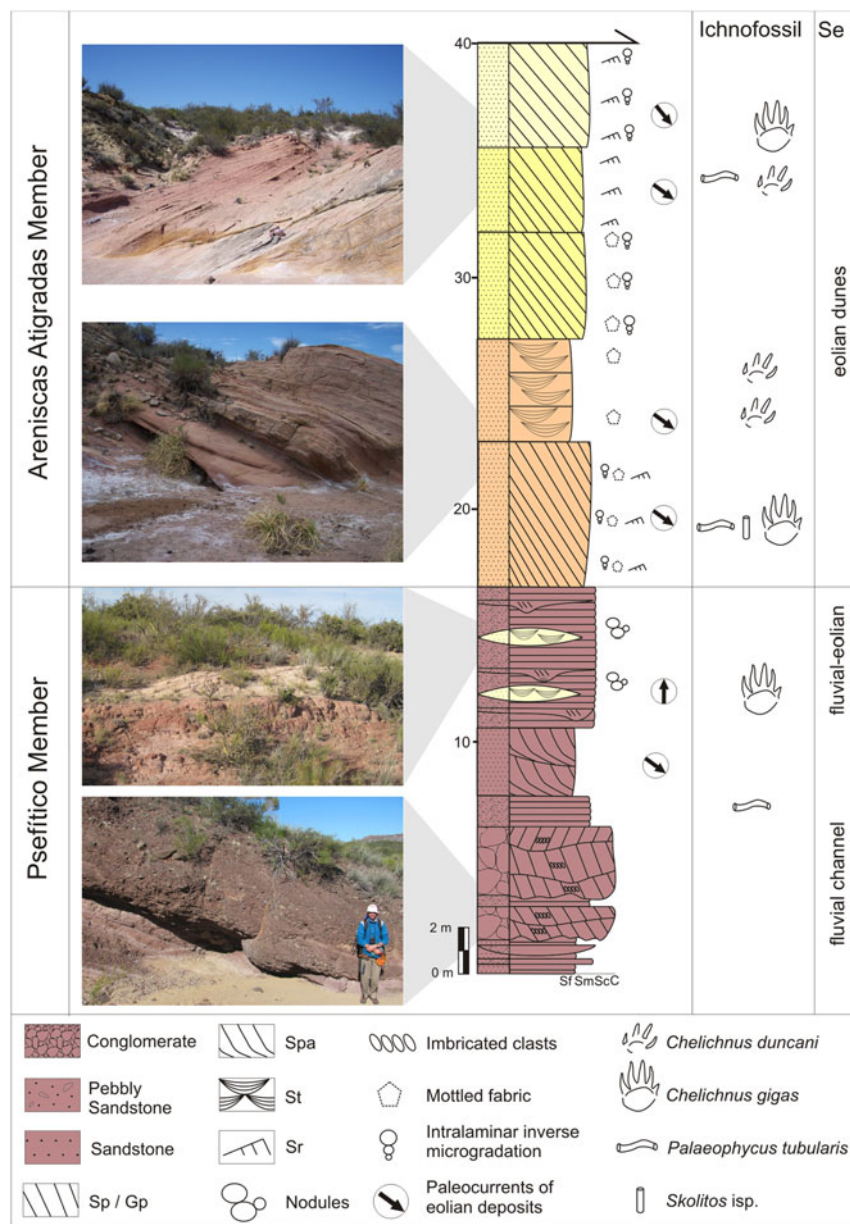 Ichnofossil Se
40
30
20
10
2 m
0 m
Sf SmScC
Areniscas Atigradas Member
Psefítico Member
eolian dunes
fluvial-eolian
fluvial channel
Conglomerate
Spa
Imbricated clasts
Chelichnus duncani
Pebbly
Sandstone
St
Mottled fabric
Chelichnus gigas
Sandstone
Sr
Intralaminar inverse
microgradation
Palaeophycus tubularis
Sp / Gp
Nodules
Paleocurrents of
eolian deposits
Skolitos isp.